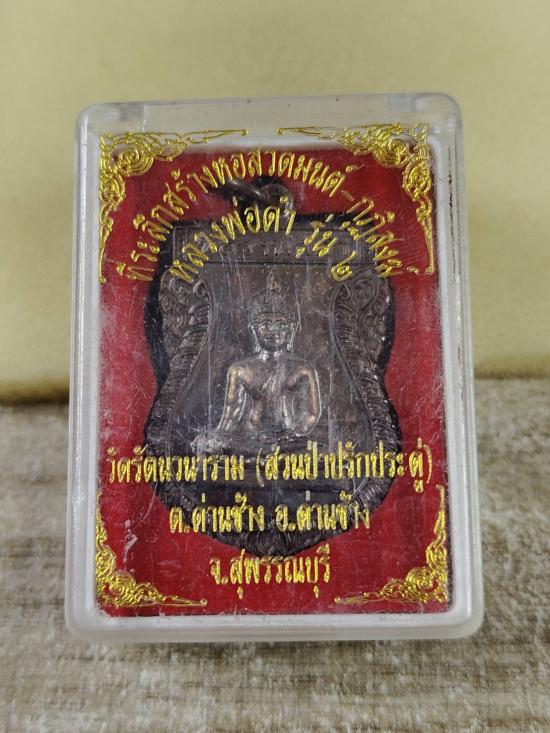 ที่ระลึกสร้างหอสวดมนต์-กุฏิสงฆ์
หลวงพ่อดำ รุ่น ๒
วัดรัตนวนาราม (สวนป่าปรักประดู่)
ต.ด่านช้าง อ.ด่านช้าง
จ.สุพรรณบุรี